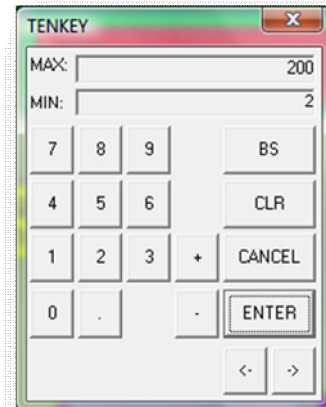 TENKEY X
MAX: 200
MIN: 2
7 8 9 BS
4 5 6 CLR
1 2 3 + CANCEL
0 . - ENTER
<- ->